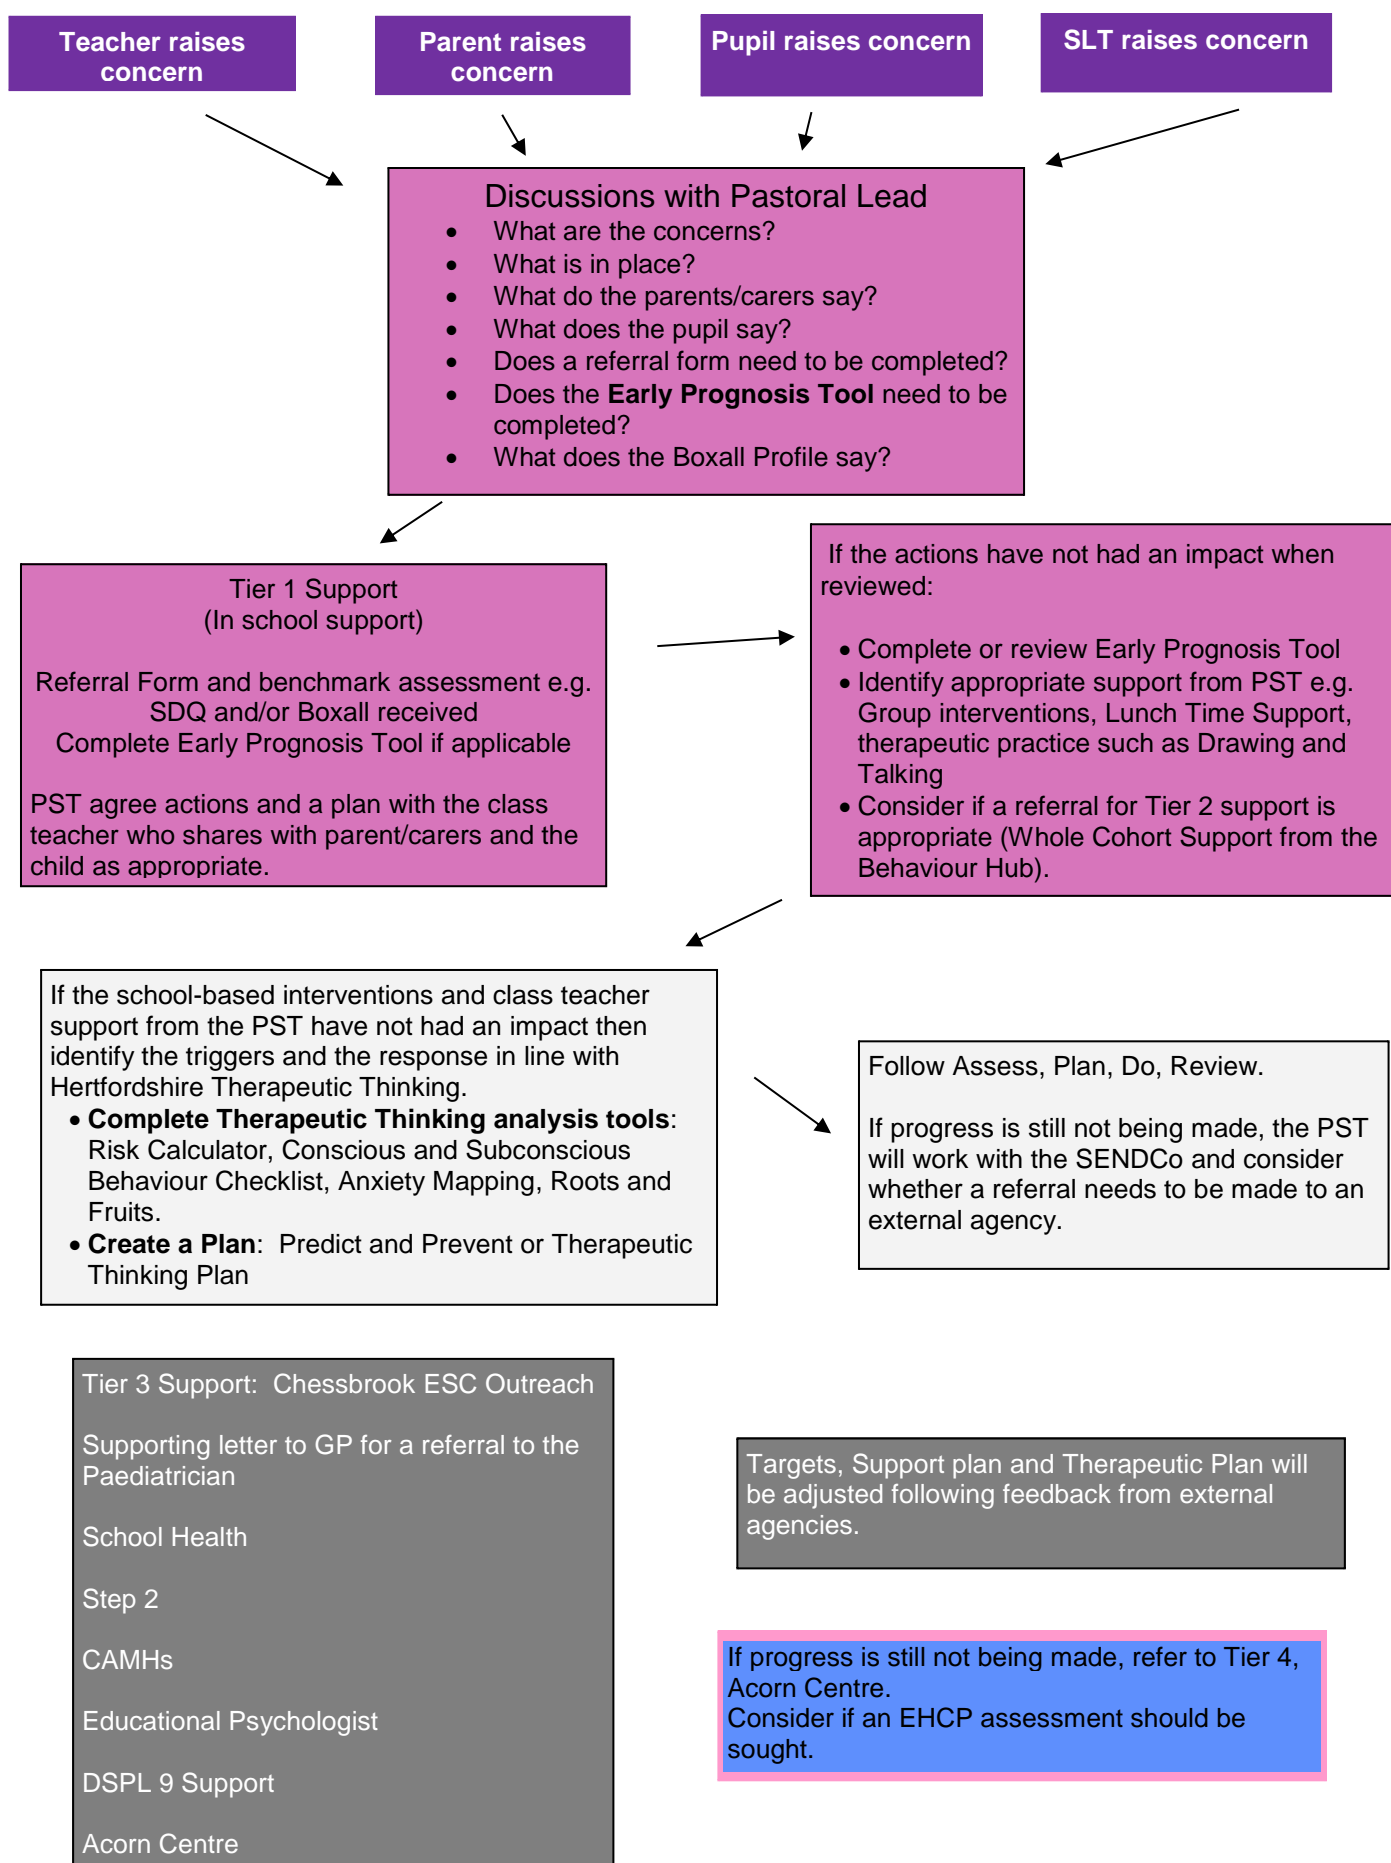 Teacher raises
concern
Parent raises
concern
Pupil raises concern
SLT raises concern
Discussions with Pastoral Lead
• What are the concerns?
• What is in place?
• What do the parents/carers say?
• What does the pupil say?
• Does a referral form need to be completed?
• Does the Early Prognosis Tool need to be
completed?
• What does the Boxall Profile say?
Tier 1 Support
(In school support)
Referral Form and benchmark assessment e.g.
SDQ and/or Boxall received
Complete Early Prognosis Tool if applicable
PST agree actions and a plan with the class
teacher who shares with parent/carers and the
child as appropriate.
If the actions have not had an impact when
reviewed:
• Complete or review Early Prognosis Tool
• Identify appropriate support from PST e.g.
Group interventions, Lunch Time Support,
therapeutic practice such as Drawing and
Talking
• Consider if a referral for Tier 2 support is
appropriate (Whole Cohort Support from the
Behaviour Hub).
If the school-based interventions and class teacher
support from the PST have not had an impact then
identify the triggers and the response in line with
Hertfordshire Therapeutic Thinking.
• Complete Therapeutic Thinking analysis tools:
Risk Calculator, Conscious and Subconscious
Behaviour Checklist, Anxiety Mapping, Roots and
Fruits.
• Create a Plan: Predict and Prevent or Therapeutic
Thinking Plan
Follow Assess, Plan, Do, Review.
If progress is still not being made, the PST
will work with the SENDCo and consider
whether a referral needs to be made to an
external agency.
Tier 3 Support: Chessbrook ESC Outreach
Supporting letter to GP for a referral to the
Paediatrician
School Health
Step 2
CAMHs
Educational Psychologist
DSPL 9 Support
Acorn Centre
Targets, Support plan and Therapeutic Plan will
be adjusted following feedback from external
agencies.
If progress is still not being made, refer to Tier 4,
Acorn Centre.
Consider if an EHCP assessment should be
sought.